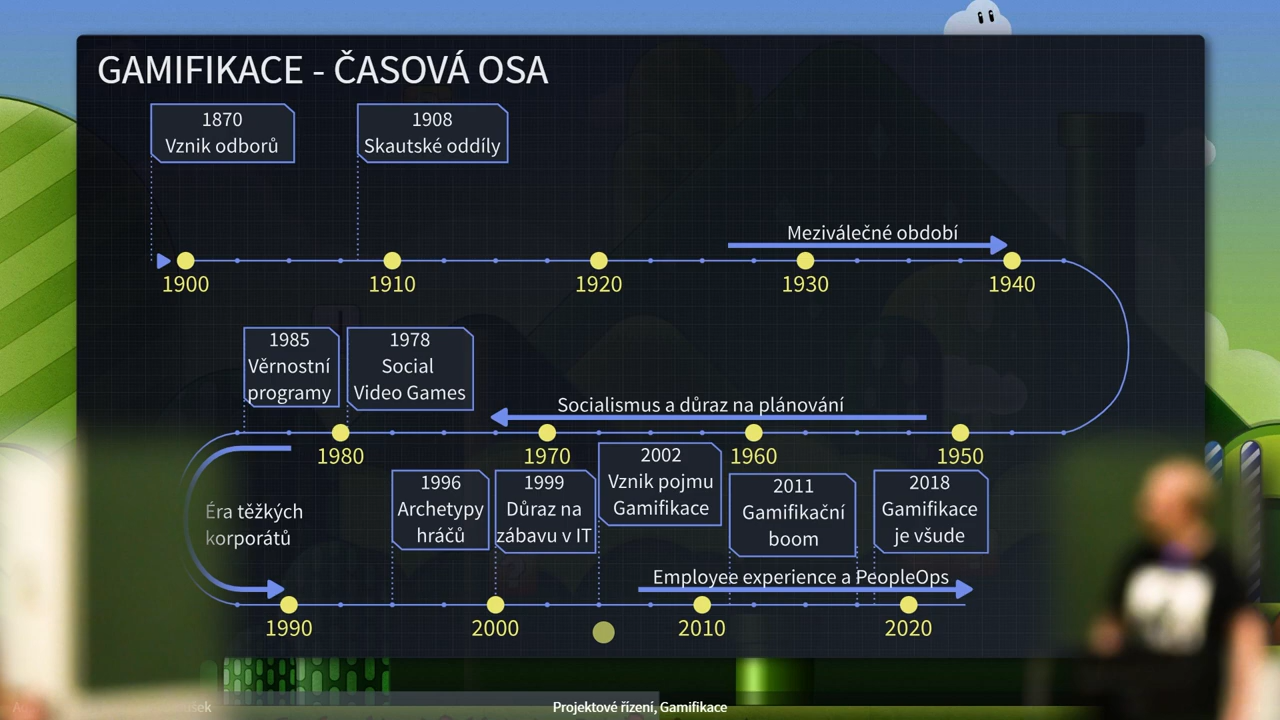 GAMIFIKACE - ČASOVÁ OSA
1870
Vznik odborů
1908
Skautské oddíly
Meziválečné období
1900
1910
1920
1930
1940
1985
Věrnostní
programy
1978
Social
Video Games
Socialismus a důraz na plánování
1980
1970
1960
1950
Éra těžkých
korporátů
1996
Archetypy
hráčů
1999
Důraz na
zábavu v IT
2002
Vznik pojmu
Gamifikace
2011
Gamifikační
boom
2018
Gamifikace
je všude
Employee experience a PeopleOps
1990
2000
2010
2020
Projektové řízení, Gamifikace